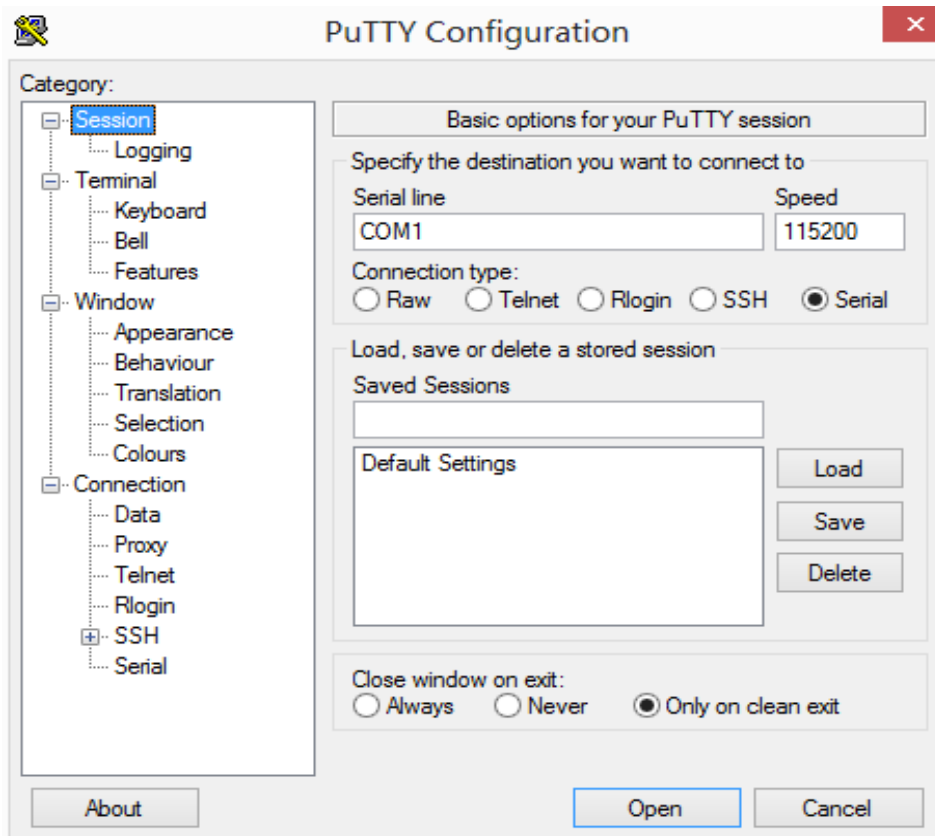 PuTTY Configuration
Category:
Session
Logging
Terminal
Keyboard
Bell
Features
Window
Appearance
Behaviour
Translation
Selection
Colours
Connection
Data
Proxy
Telnet
Rlogin
SSH
Serial
Basic options for your PuTTY session
Specify the destination you want to connect to
Serial line Speed
COM1 115200
Connection type:
Raw Telnet Rlogin SSH Serial
Load, save or delete a stored session
Saved Sessions
Default Settings
Load
Save
Delete
Close window on exit:
Always Never Only on clean exit
About Open Cancel